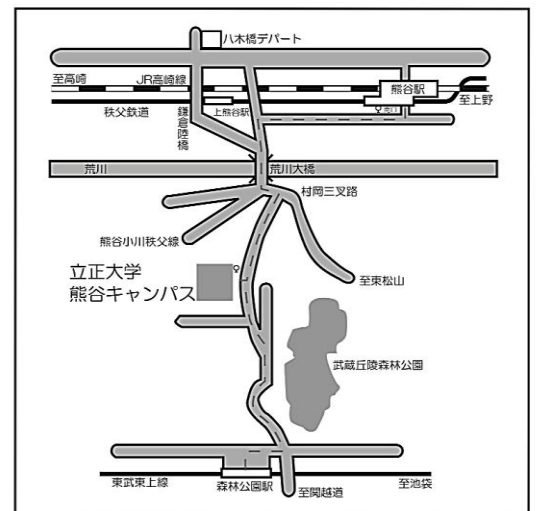 八木橋デパート
至高崎
JR高崎線
熊谷駅
南口
至上野
秩父鉄道
鎌倉陸橋
上熊谷駅
荒川
荒川大橋
村岡三叉路
熊谷小川秩父線
立正大学
熊谷キャンパス
至東松山
武蔵丘陵森林公園
東武東上線
森林公園駅
至関越道
至池袋